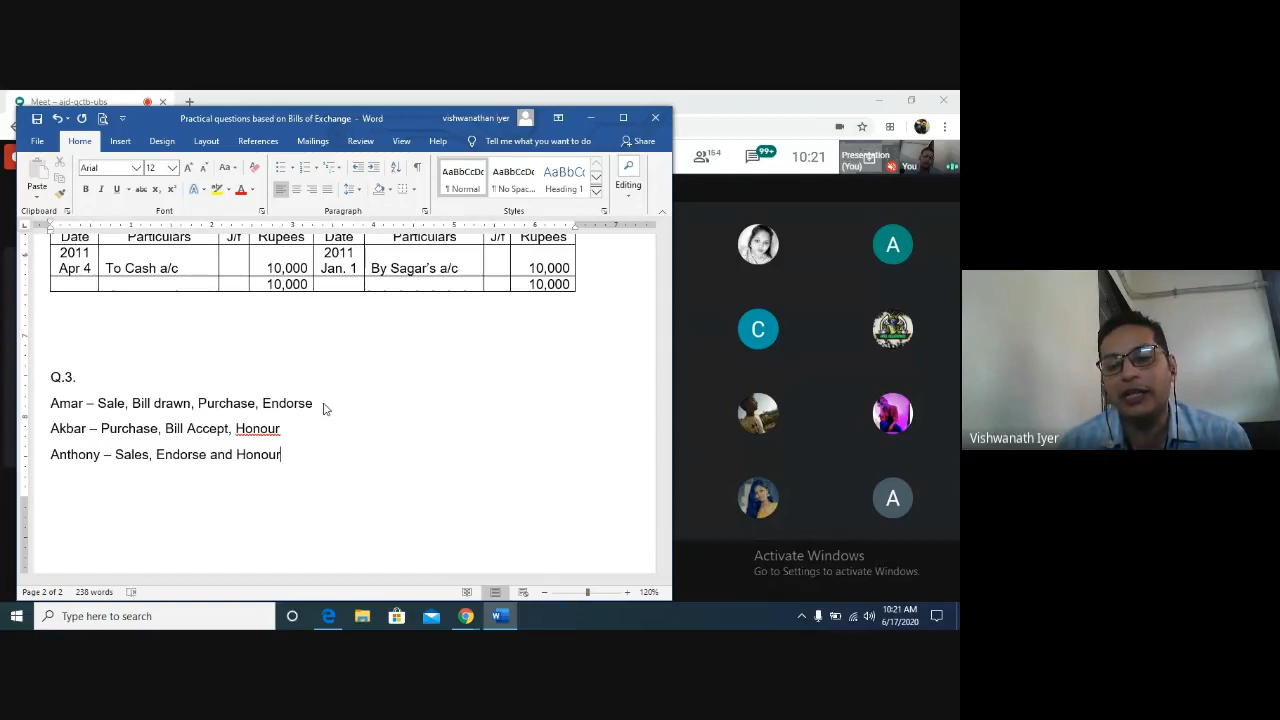 Meet – ajd-qctb-ubs
Practical questions based on Bills of Exchange - Word
vishwanathan iyer
File Home Insert Design Layout References Mailings Review View Help Tell me what you want to do Share
Arial 12
Paste
Clipboard Font Paragraph Styles
AaBbCcDc AaBbCcDc AaBbC
¶ Normal ¶ No Spac... Heading 1
Editing
154 99+ 10:21
Presentation (You) You
Date Particulars J/f Rupees Date Particulars J/f Rupees
2011 2011
Apr 4 To Cash a/c 10,000 Jan. 1 By Sagar's a/c 10,000
10,000 10,000
Q.3.
Amar – Sale, Bill drawn, Purchase, Endorse
Akbar – Purchase, Bill Accept, Honour
Anthony – Sales, Endorse and Honour
A
C
A
Vishwanath Iyer
Activate Windows
Go to Settings to activate Windows.
Page 2 of 2 238 words 120%
Type here to search
10:21 AM
6/17/2020